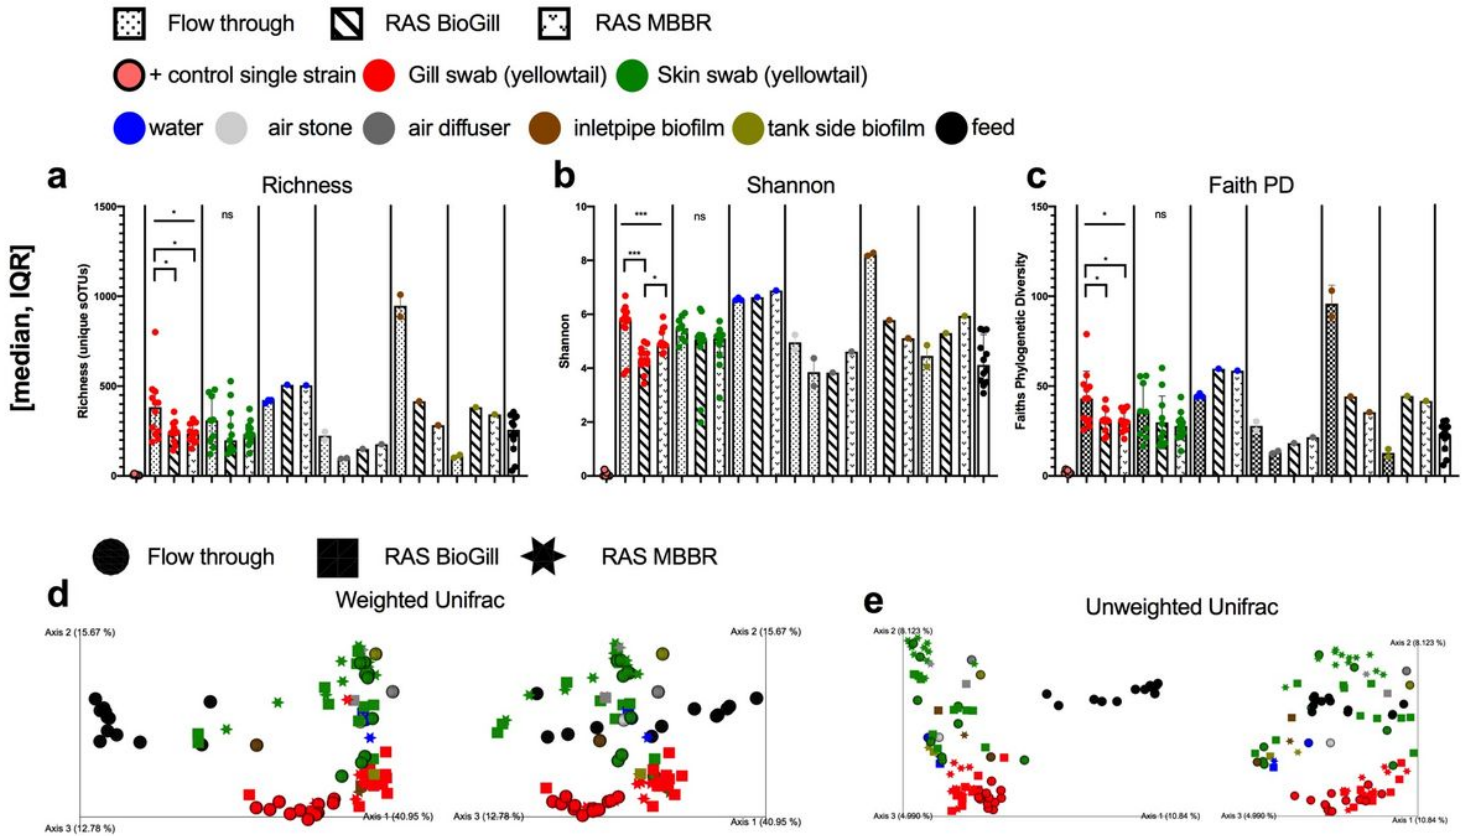 Flow through RAS BioGill RAS MBBR
+ control single strain Gill swab (yellowtail) Skin swab (yellowtail)
water air stone air diffuser inletpipe biofilm tank side biofilm feed
[median, IQR]
a Richness
Richness (unique sOTUs)
1500
1000
500
0
*
*
*
ns
b Shannon
Shannon
10
8
6
4
2
0
***
***
*
ns
c Faith PD
Faiths Phylogenetic Diversity
150
100
50
0
*
*
*
ns
Flow through RAS BioGill RAS MBBR
d Weighted Unifrac
Axis 2 (15.67 %)
Axis 3 (12.78 %)
Axis 1 (40.95 %)
Axis 2 (15.67 %)
Axis 3 (12.78 %)
Axis 1 (40.95 %)
e Unweighted Unifrac
Axis 2 (8.123 %)
Axis 3 (4.990 %)
Axis 1 (10.84 %)
Axis 2 (8.123 %)
Axis 3 (4.990 %)
Axis 1 (10.84 %)